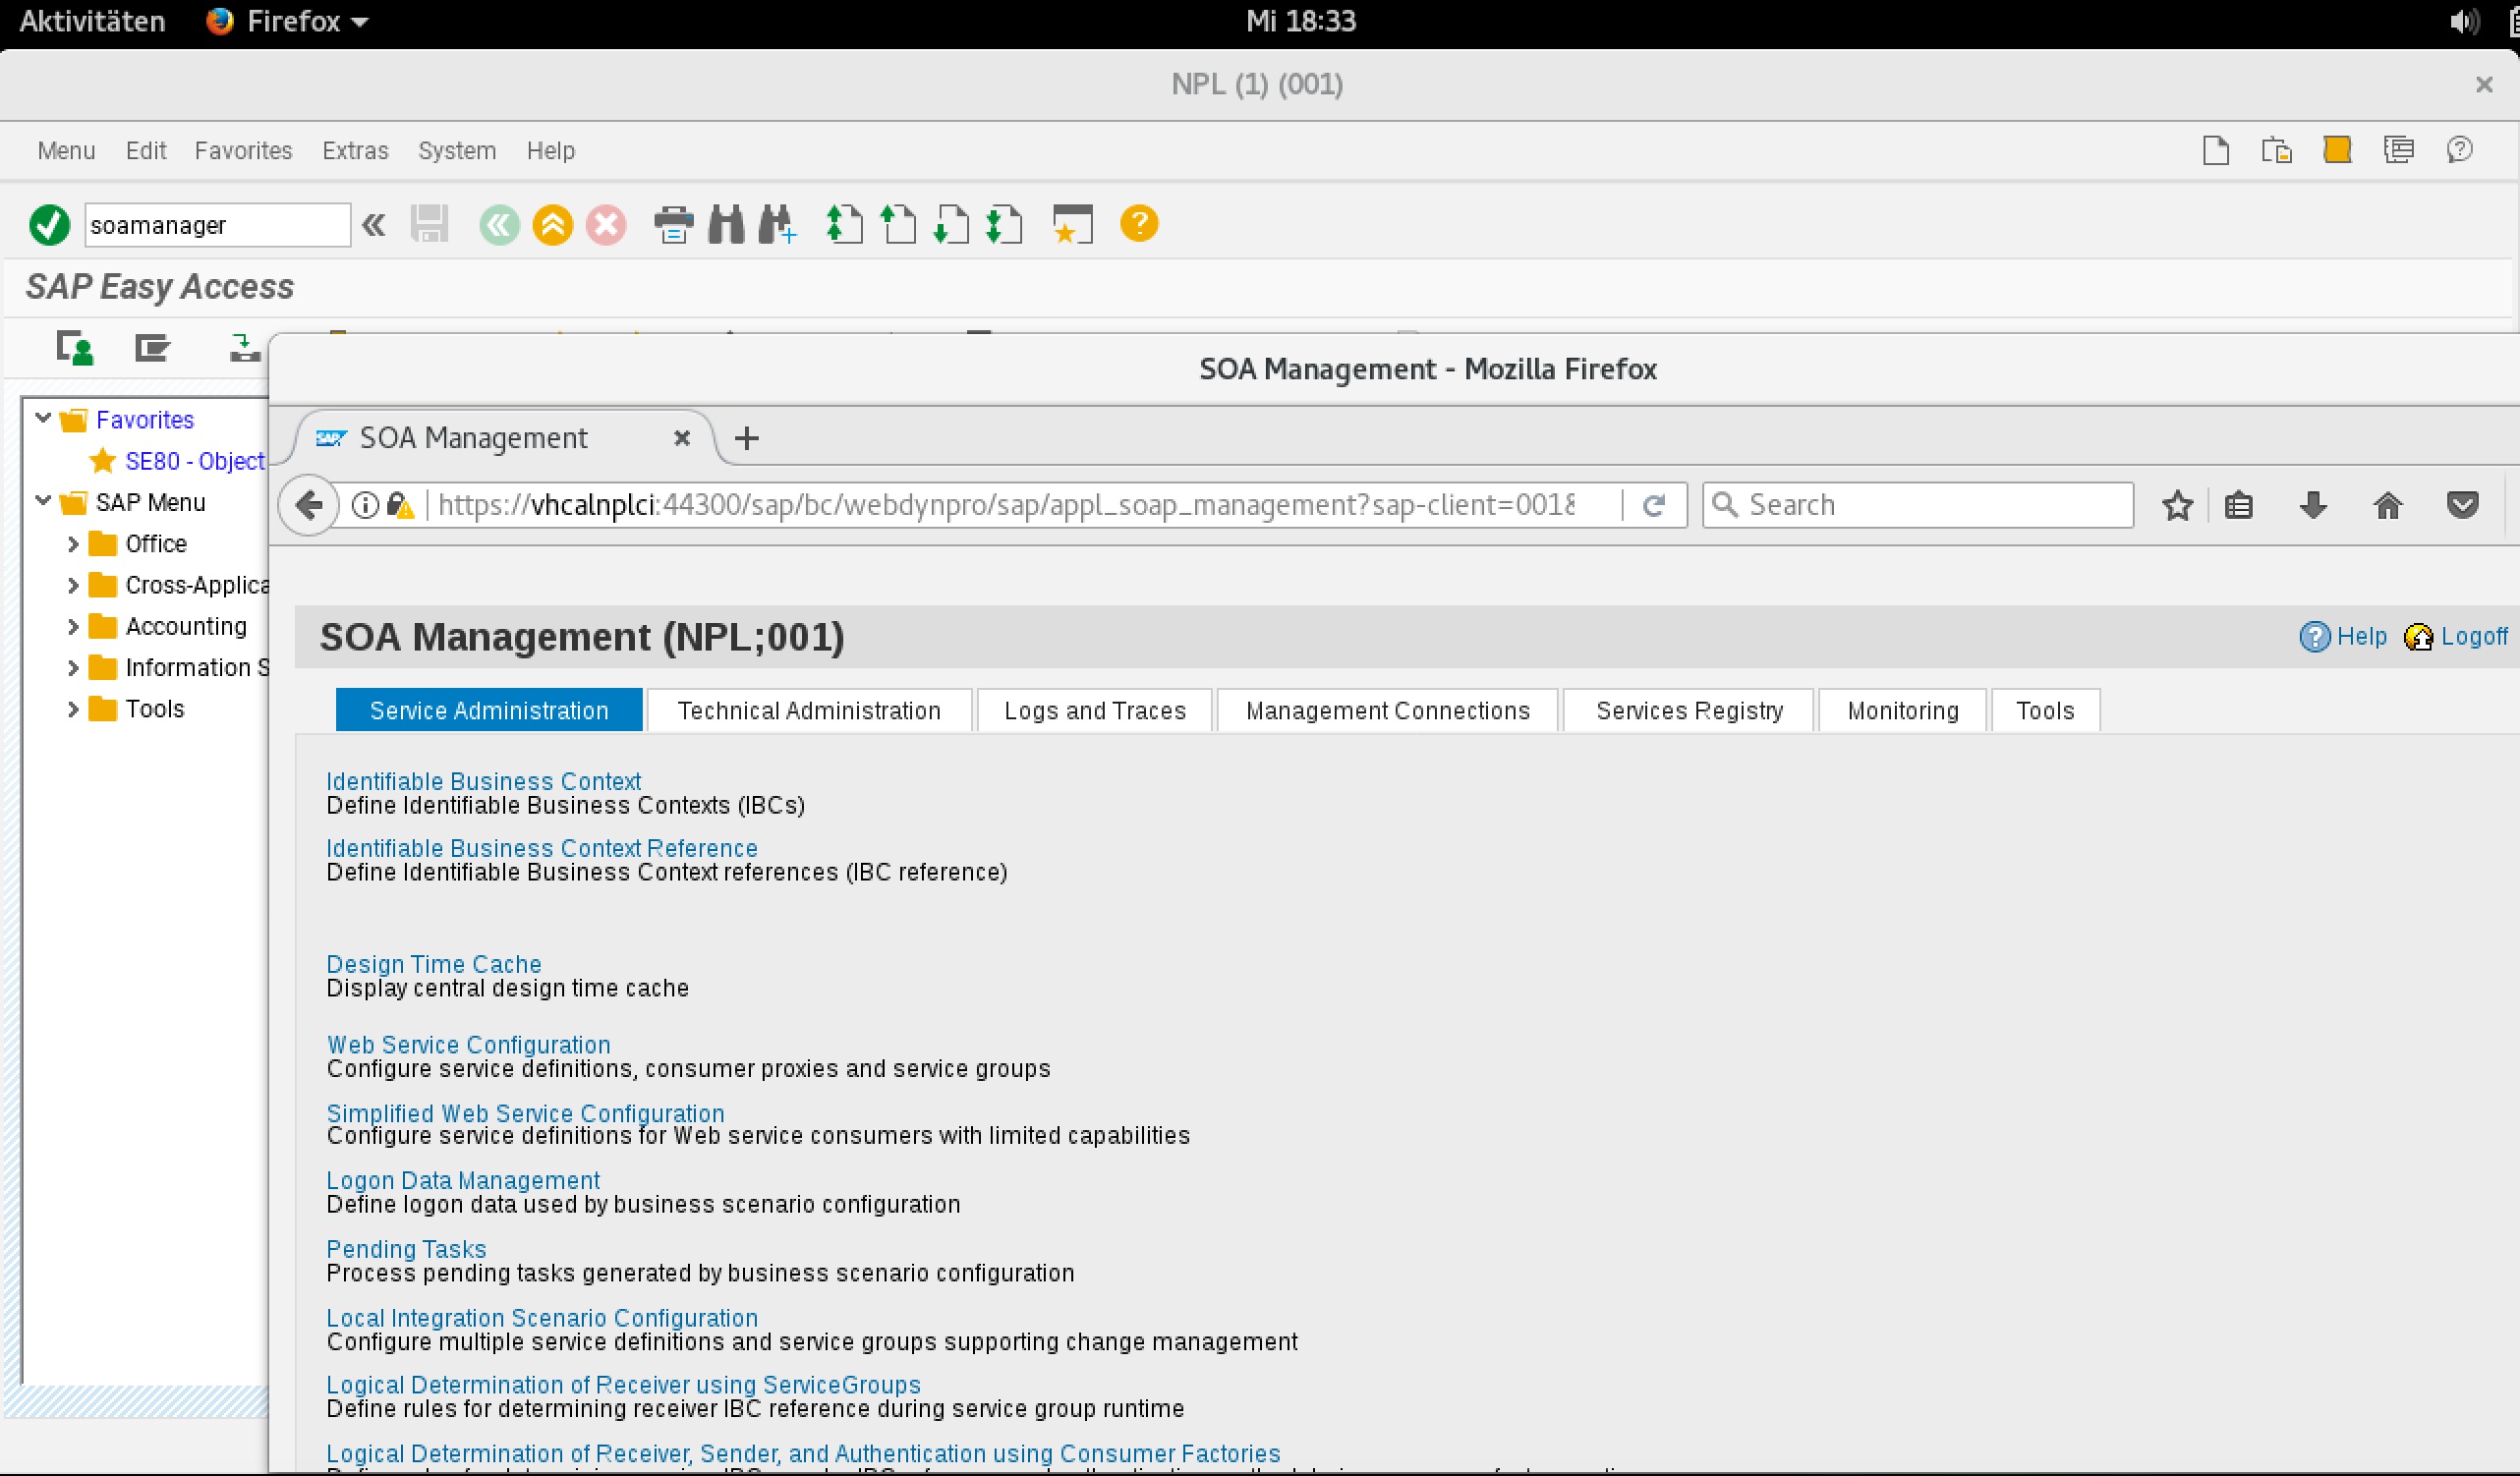 Aktivitäten Firefox Mi 18:33
NPL (1) (001)
Menu Edit Favorites Extras System Help
soamanager
SAP Easy Access
Favorites
SE80 - Object
SAP Menu
Office
Cross-Applica
Accounting
Information S
Tools
SOA Management - Mozilla Firefox
SAP SOA Management
https://vhcalnplci:44300/sap/bc/webdynpro/sap/appl_soap_management?sap-client=001& Search
SOA Management (NPL;001) Help Logoff
Service Administration Technical Administration Logs and Traces Management Connections Services Registry Monitoring Tools
Identifiable Business Context
Define Identifiable Business Contexts (IBCs)
Identifiable Business Context Reference
Define Identifiable Business Context references (IBC reference)
Design Time Cache
Display central design time cache
Web Service Configuration
Configure service definitions, consumer proxies and service groups
Simplified Web Service Configuration
Configure service definitions for Web service consumers with limited capabilities
Logon Data Management
Define logon data used by business scenario configuration
Pending Tasks
Process pending tasks generated by business scenario configuration
Local Integration Scenario Configuration
Configure multiple service definitions and service groups supporting change management
Logical Determination of Receiver using ServiceGroups
Define rules for determining receiver IBC reference during service group runtime
Logical Determination of Receiver, Sender, and Authentication using Consumer Factories